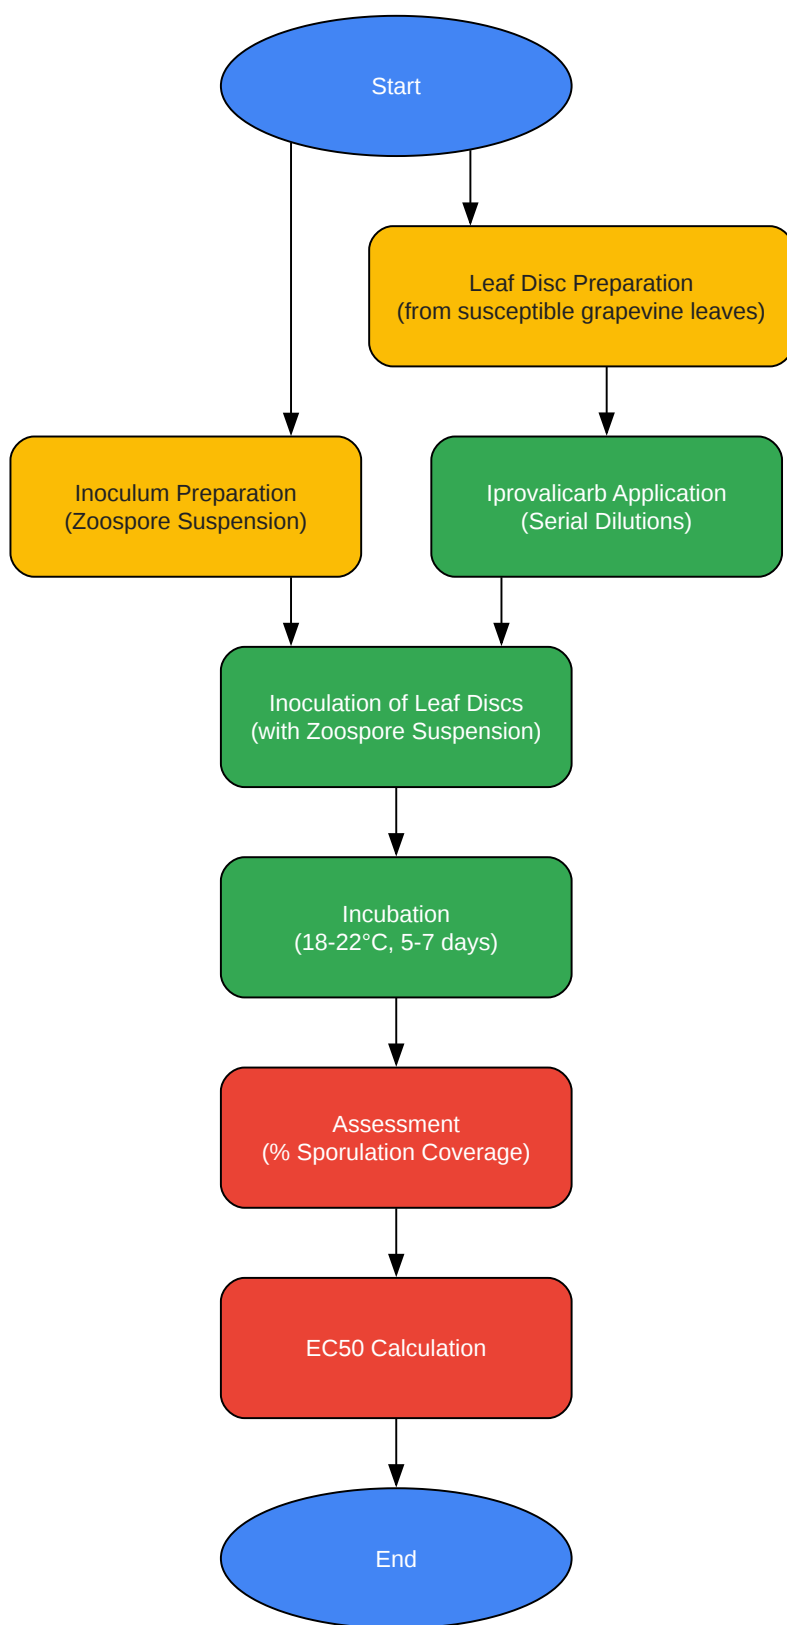 Start
Leaf Disc Preparation
(from susceptible grapevine leaves)
Inoculum Preparation
(Zoospore Suspension)
Iprovalicarb Application
(Serial Dilutions)
Inoculation of Leaf Discs
(with Zoospore Suspension)
Incubation
(18-22°C, 5-7 days)
Assessment
(% Sporulation Coverage)
EC50 Calculation
End